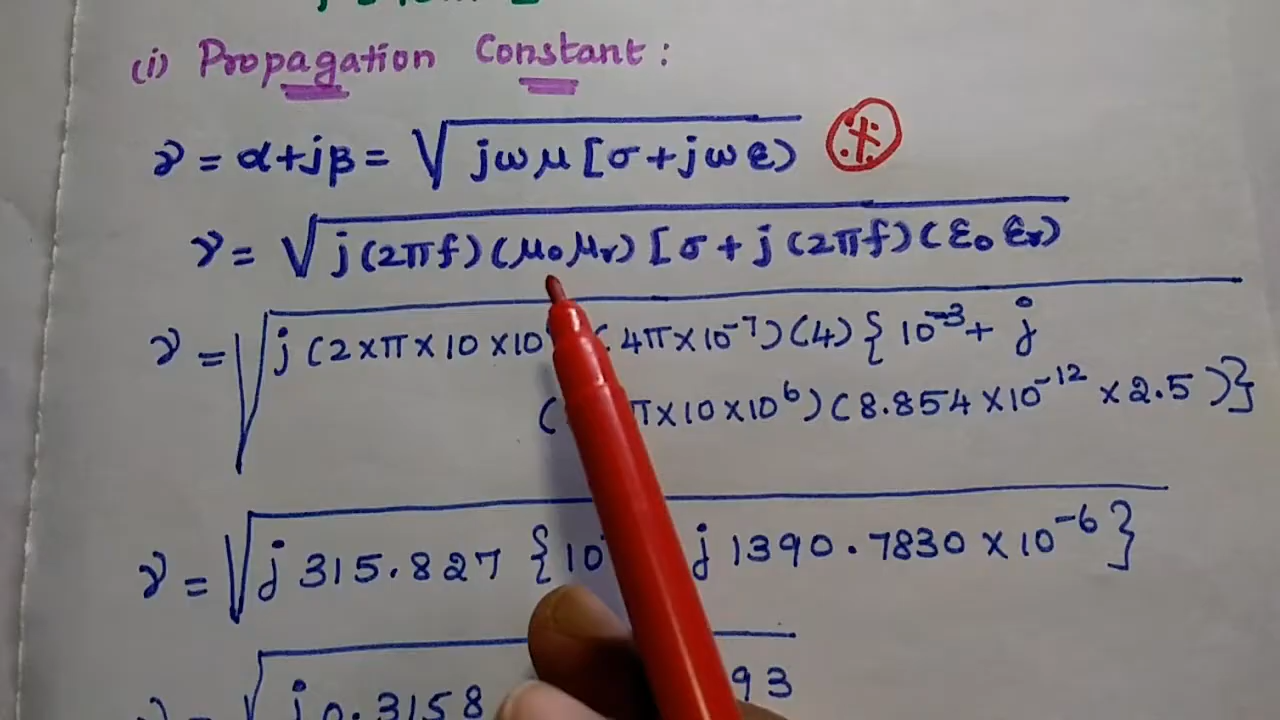 (i) Propagation Constant :
γ = α+jβ = √jωμ [σ+jωε)
γ = √j(2πf)(μ₀μᵣ) [σ + j (2πf)(ε₀ εᵣ)
γ = √j (2×π×10 ×10 (4π×10⁻⁷)(4) {10⁻³+ j
( π×10×10⁶)(8.854×10⁻¹² ×2.5)}
γ = √j 315.827 {10 j 1390.7830 ×10⁻⁶}
j 0.3158 93